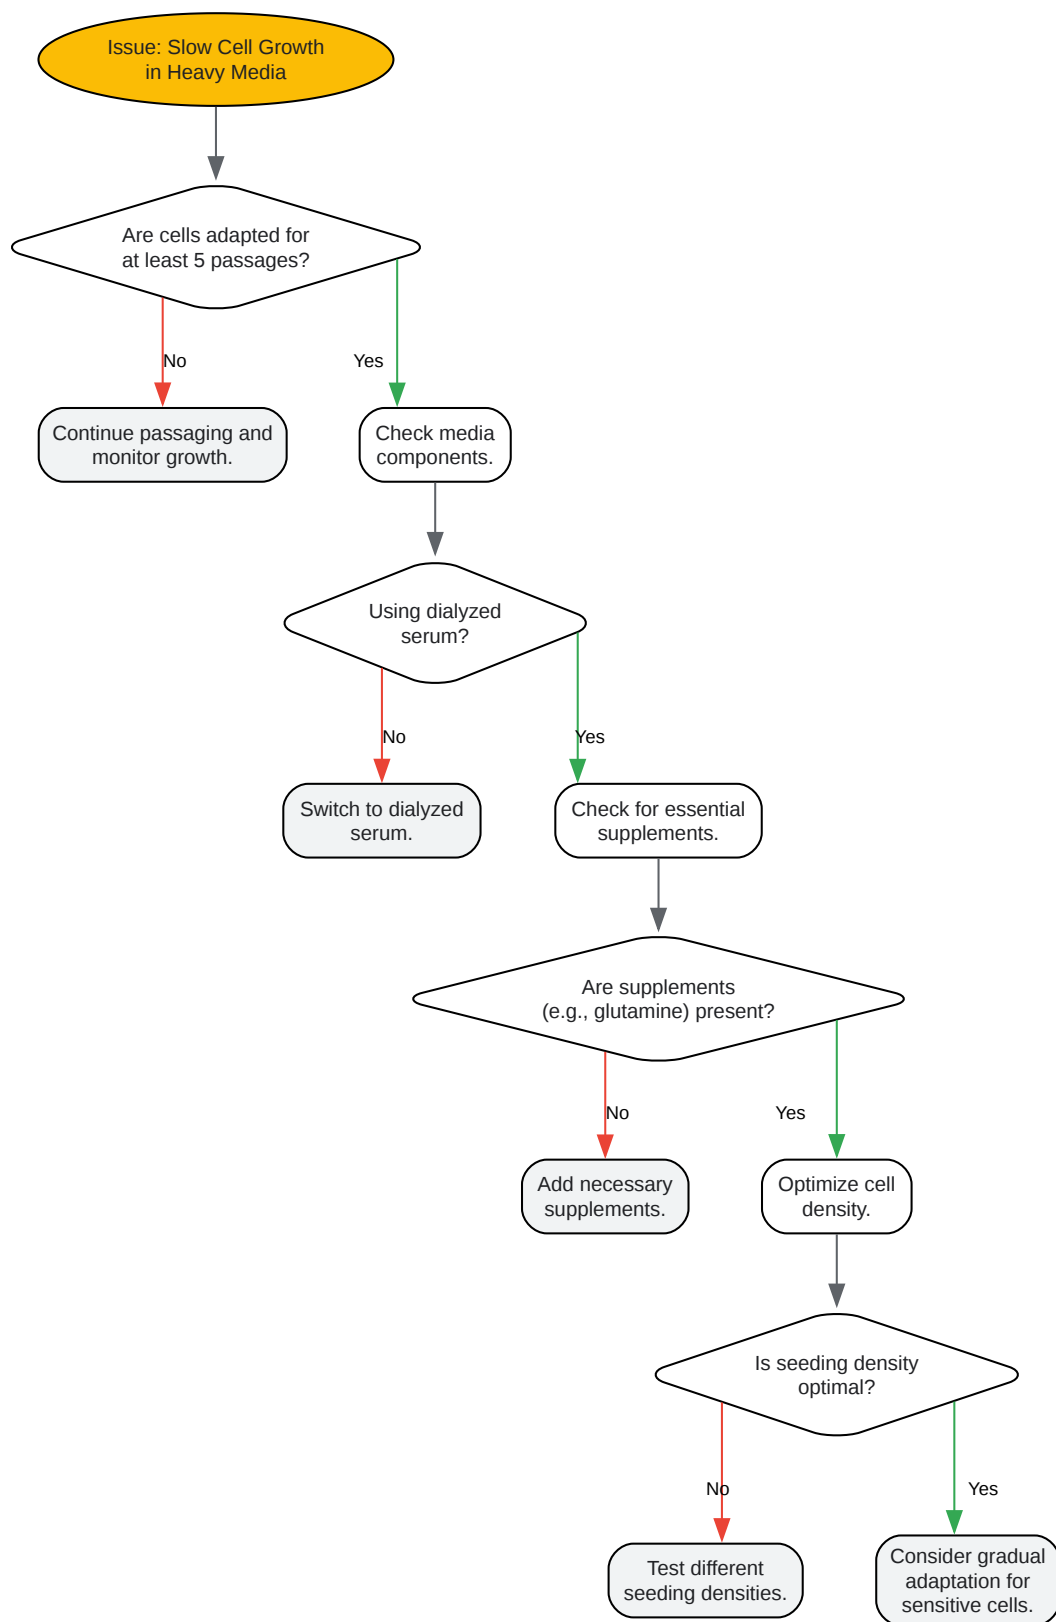 Issue: Slow Cell Growth
in Heavy Media
Are cells adapted for
at least 5 passages?
No
Yes
Continue passaging and
monitor growth.
Check media
components.
Using dialyzed
serum?
No
Yes
Switch to dialyzed
serum.
Check for essential
supplements.
Are supplements
(e.g., glutamine) present?
No
Yes
Add necessary
supplements.
Optimize cell
density.
Is seeding density
optimal?
No
Yes
Test different
seeding densities.
Consider gradual
adaptation for
sensitive cells.